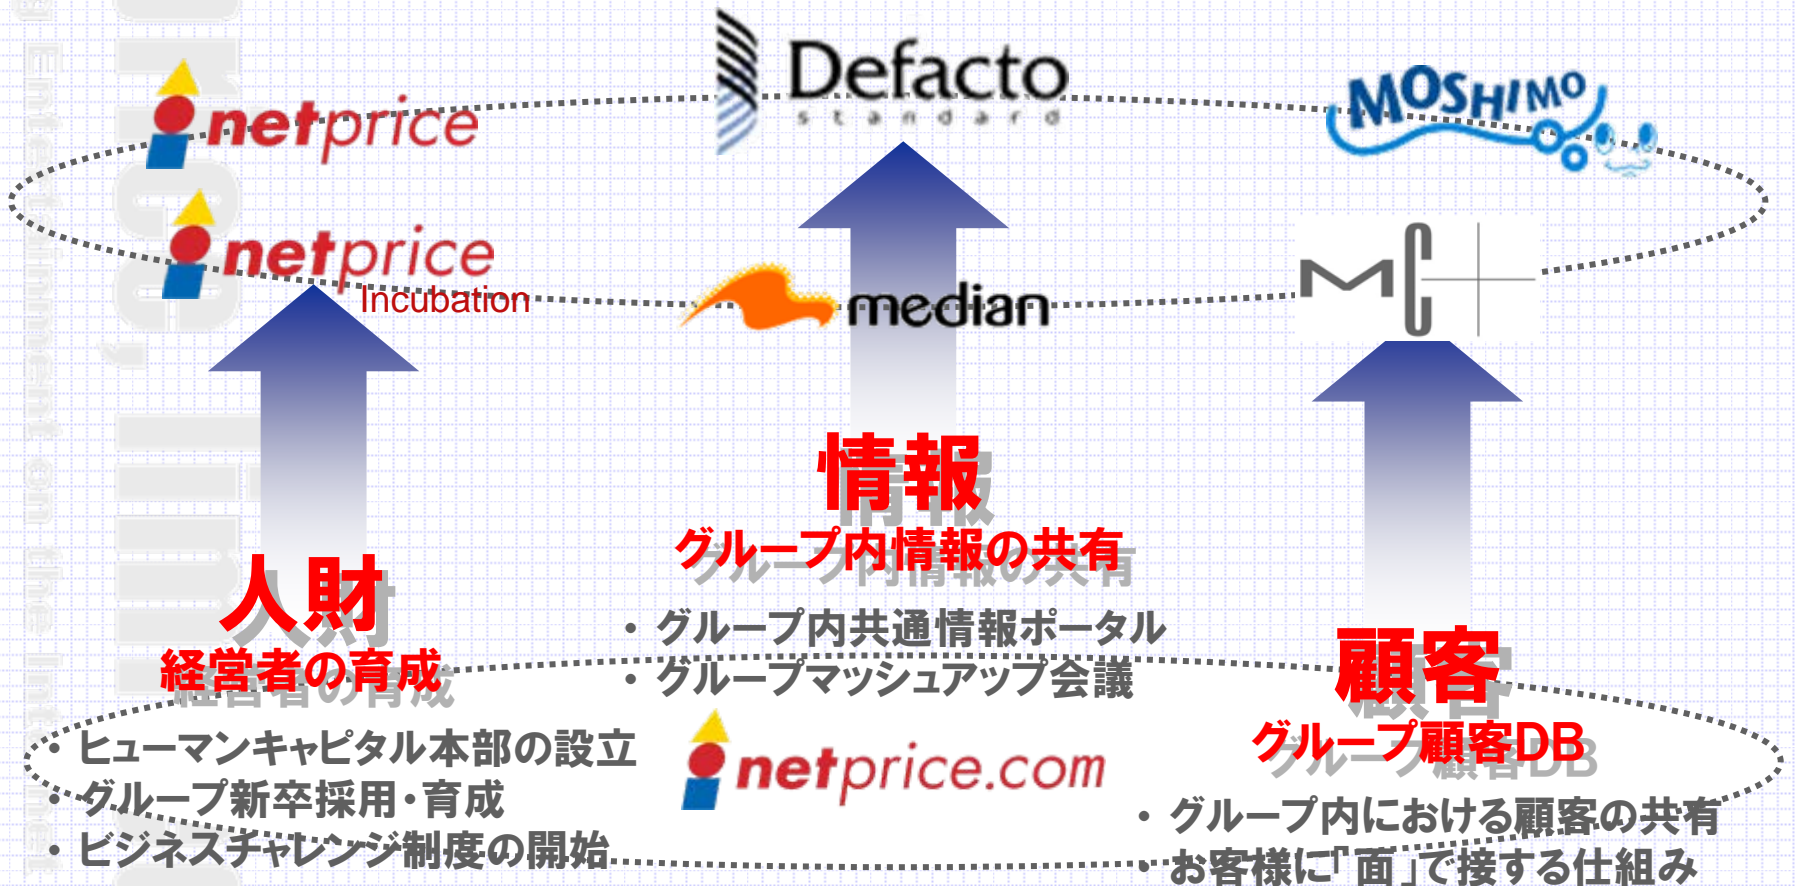 netprice
Defacto
standard
MOSHIMO
netprice
Incubation
median
MC+
情報
グループ内情報の共有
・グループ内共通情報ポータル
・グループマッシュアップ会議
人財
経営者の育成
・ヒューマンキャピタル本部の設立
・グループ新卒採用・育成
・ビジネスチャレンジ制度の開始
netprice.com
顧客
グループ顧客DB
・グループ内における顧客の共有
・お客様に「面」で接する仕組み